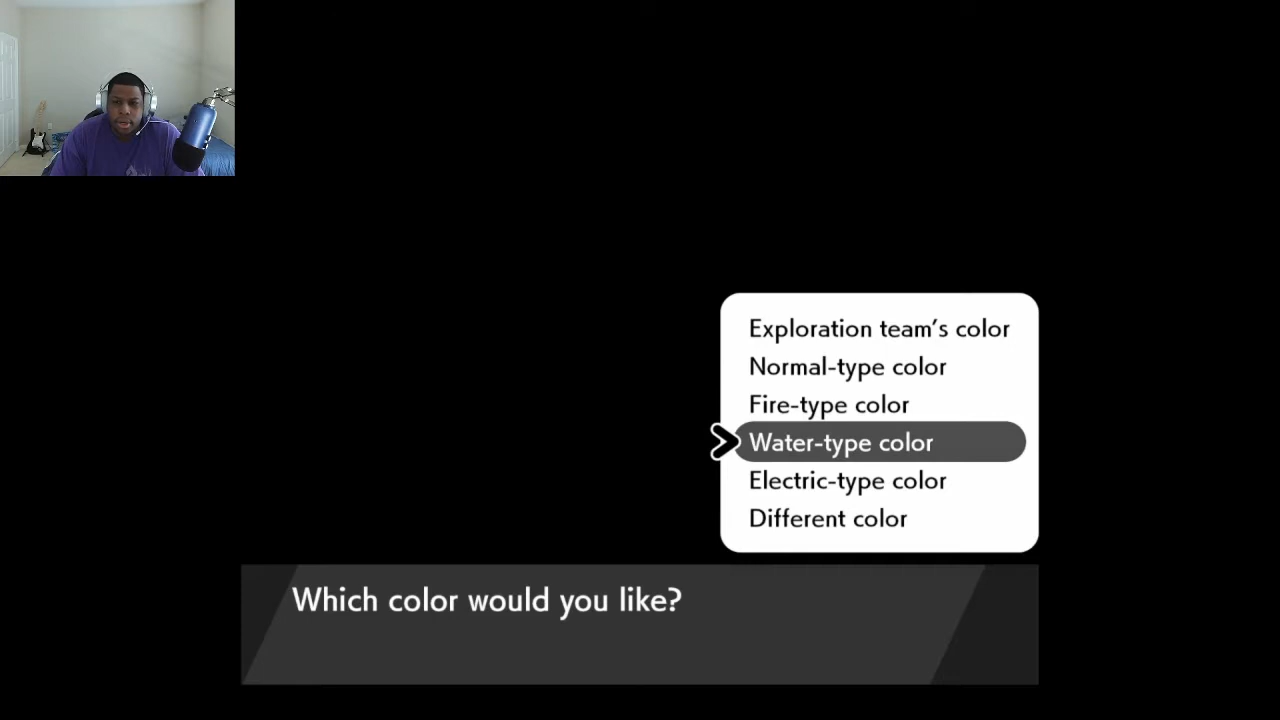 Exploration team's color
Normal-type color
Fire-type color
Water-type color
Electric-type color
Different color
Which color would you like?